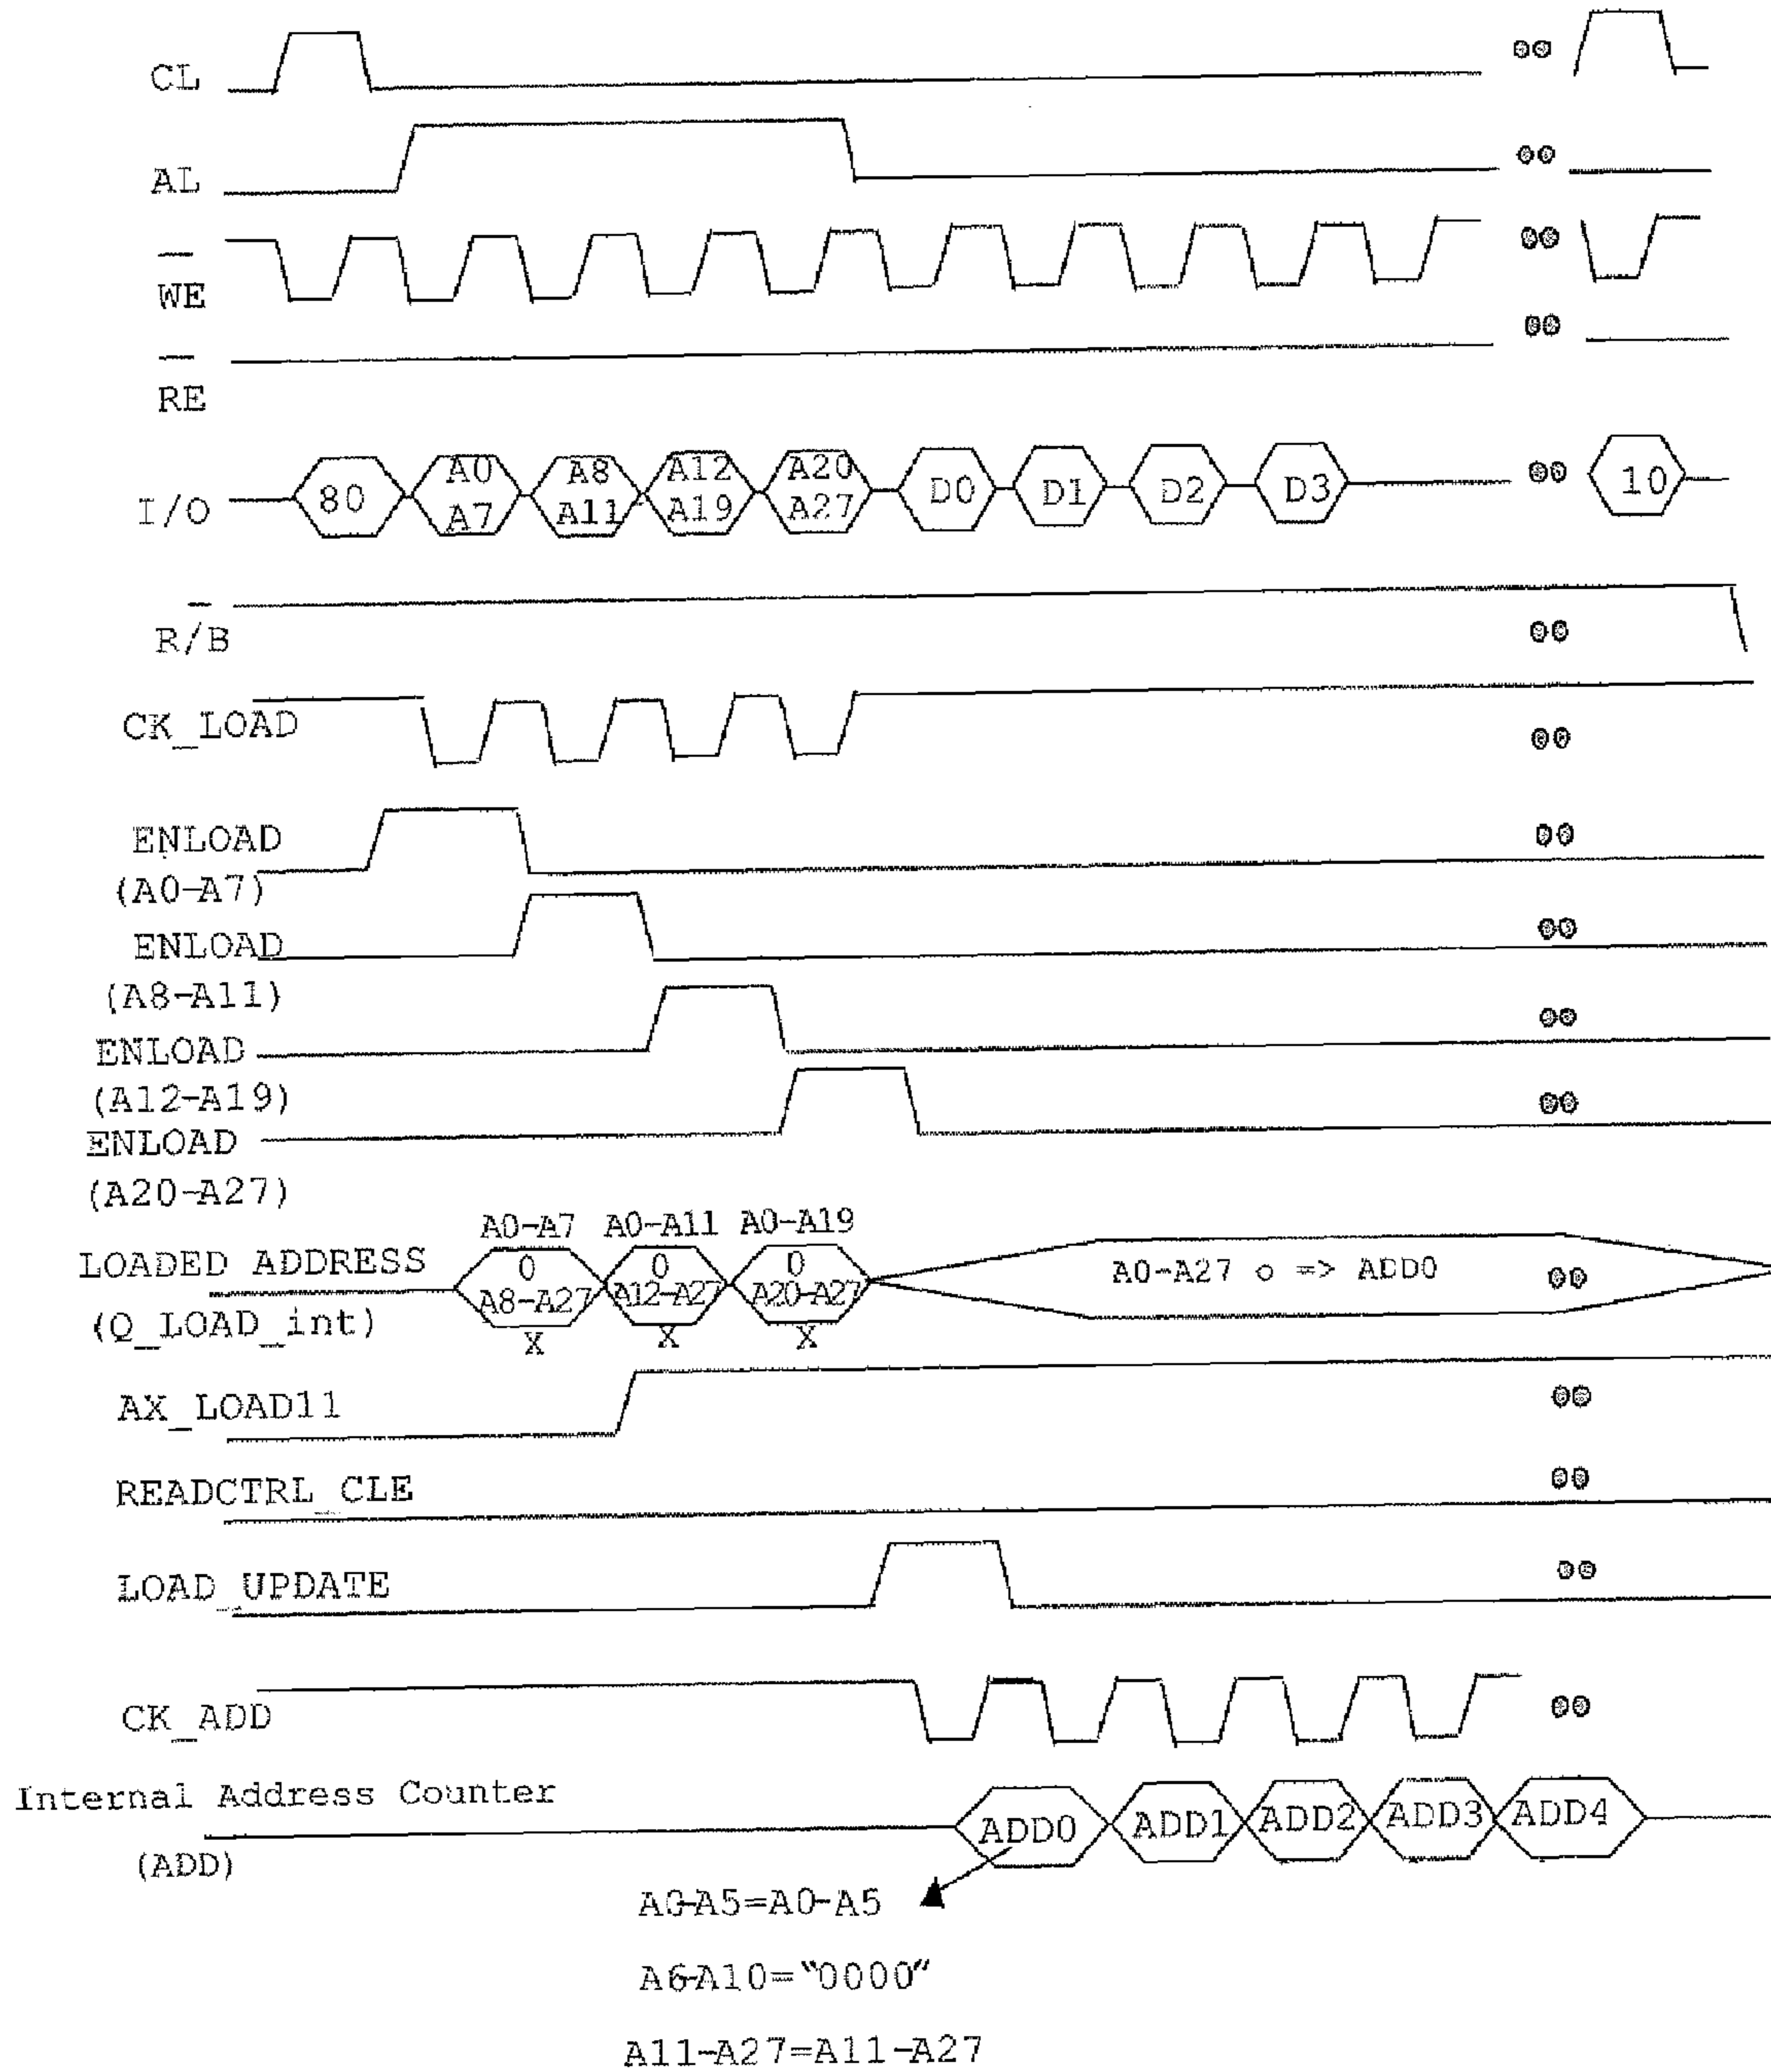 CL
AL
WE
RE
I/O 80 A0 A7 A8 A11 A12 A19 A20 A27 D0 D1 D2 D3 10
R/B
CK_LOAD
ENLOAD
(A0-A7)
ENLOAD
(A8-A11)
ENLOAD
(A12-A19)
ENLOAD
(A20-A27)
A0-A7 A0-A11 A0-A19
LOADED ADDRESS O O O A0-A27 o => ADD0
A8-A27 A12-A27 A20-A27
(Q_LOAD_int) X X X
AX_LOAD11
READCTRL_CLE
LOAD_UPDATE
CK_ADD
Internal Address Counter
ADD0 ADD1 ADD2 ADD3 ADD4
(ADD)
A0-A5=A0-A5
A6-A10="0000"
A11-A27=A11-A27